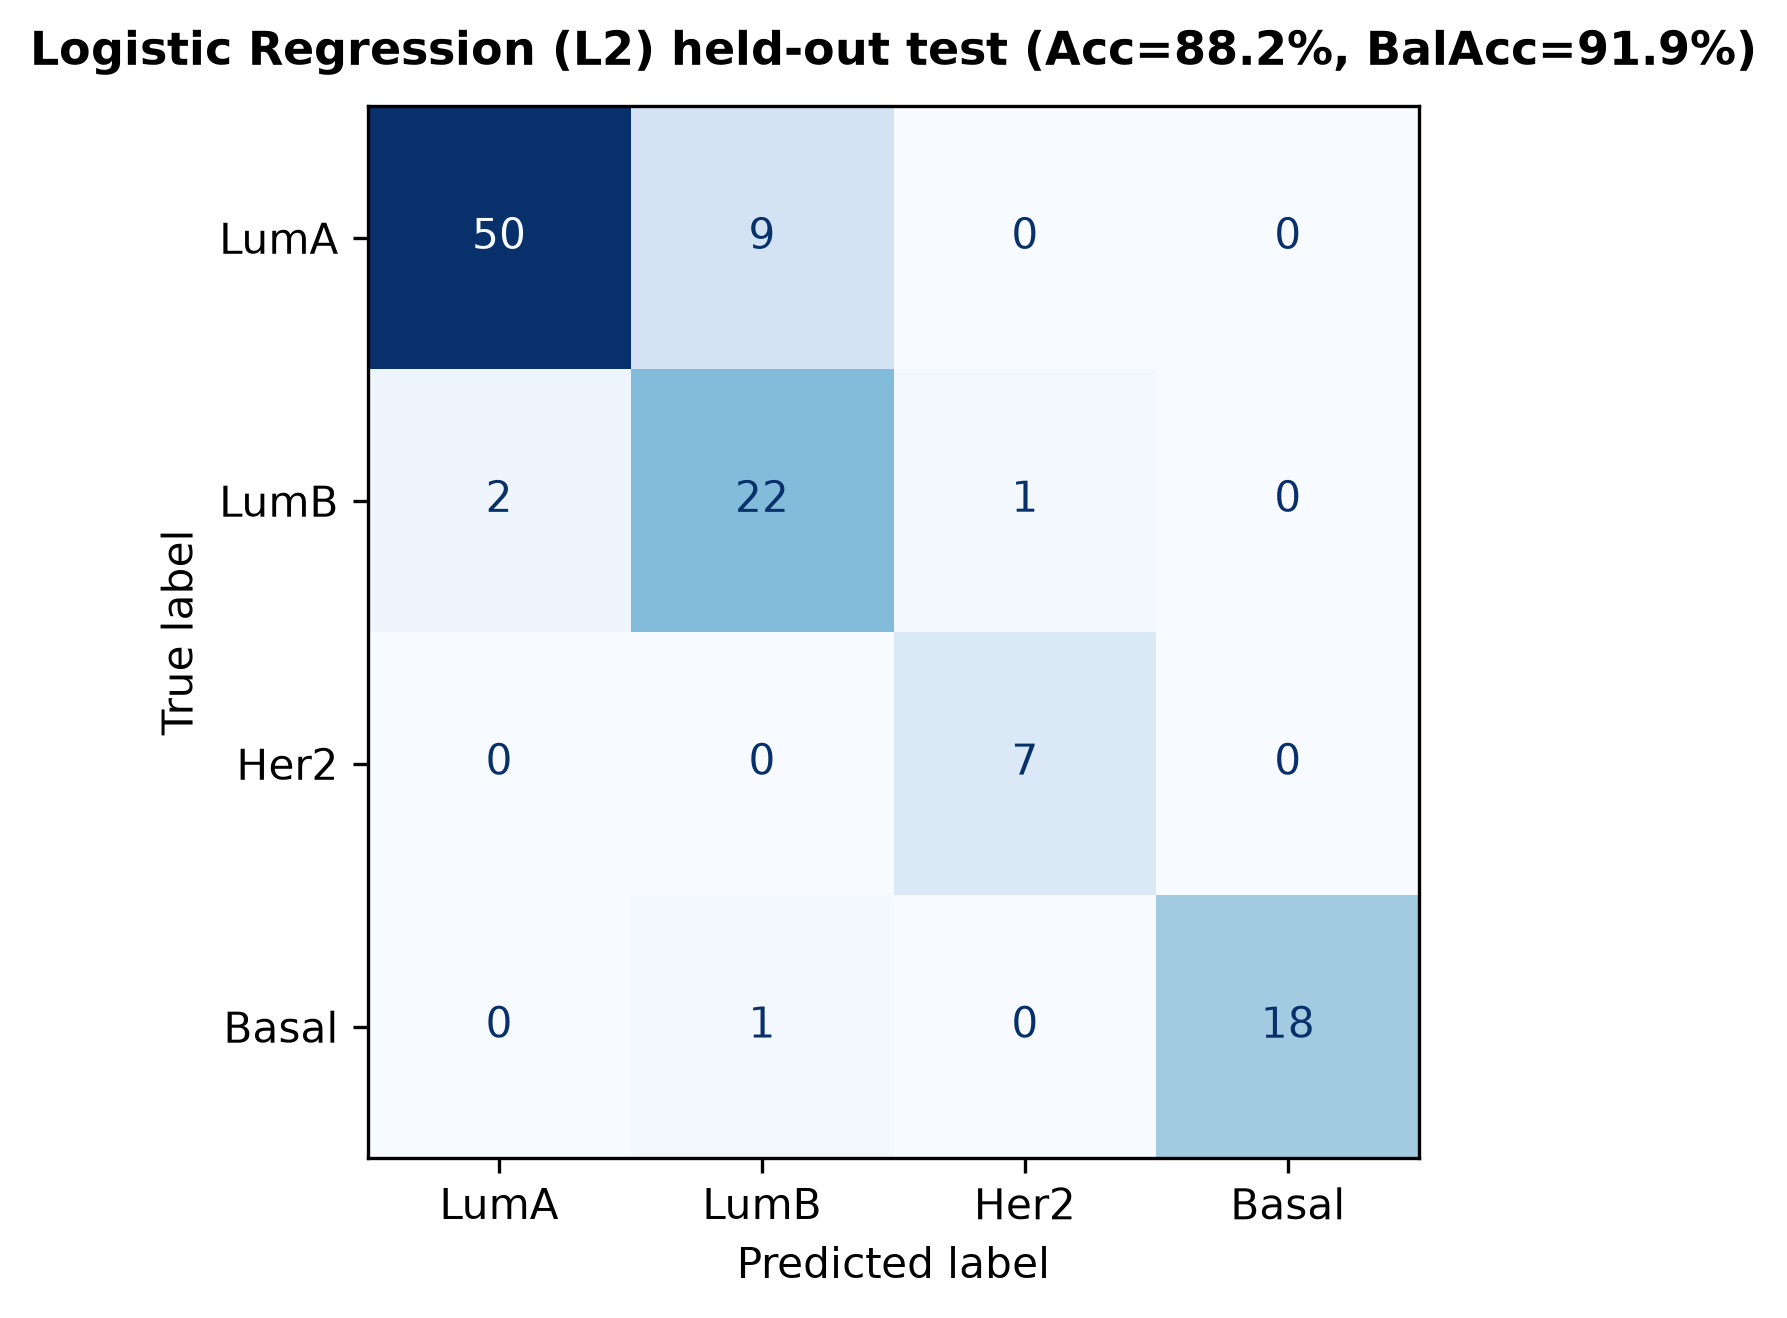 Logistic Regression (L2) held-out test (Acc=88.2%, BalAcc=91.9%)
LumA 50 9 0 0
LumB 2 22 1 0
Her2 0 0 7 0
Basal 0 1 0 18
True label
LumA LumB Her2 Basal
Predicted label